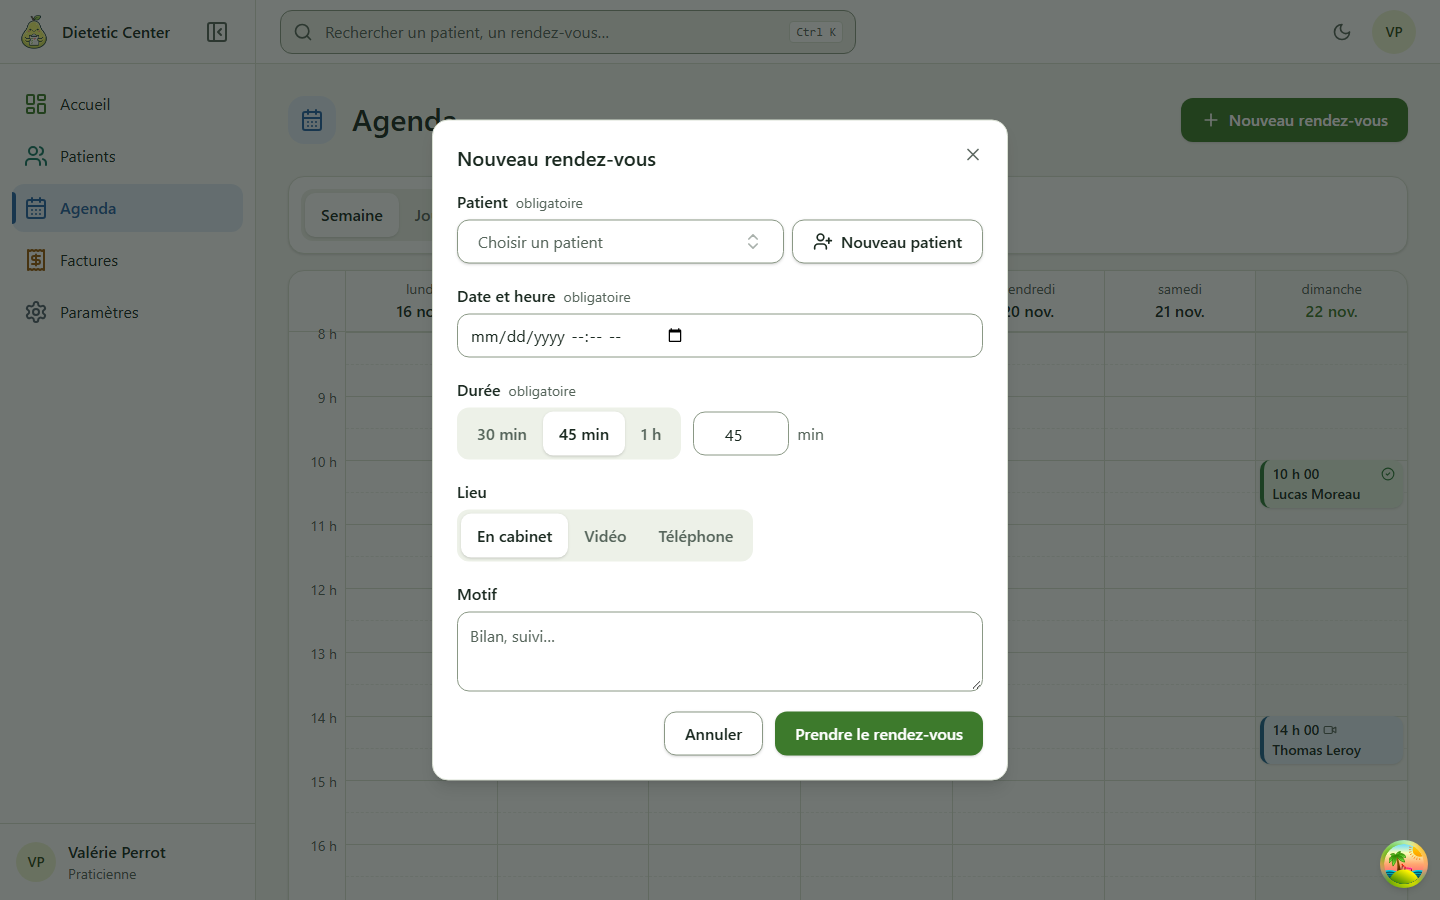 Dietetic Center
Rechercher un patient, un rendez-vous...
Ctrl K
VP
Accueil
Patients
Agenda
Factures
Paramètres
Valérie Perrot
Praticienne
VP
Agenda
Nouveau rendez-vous
Semaine
Jo
lund
16 no
endredi
20 nov.
samedi
21 nov.
dimanche
22 nov.
8 h
9 h
10 h
11 h
12 h
13 h
14 h
15 h
16 h
10 h 00
Lucas Moreau
14 h 00
Thomas Leroy
Nouveau rendez-vous
Patient obligatoire
Choisir un patient
Nouveau patient
Date et heure obligatoire
mm/dd/yyyy --:-- --
Durée obligatoire
30 min
45 min
1 h
45
min
Lieu
En cabinet
Vidéo
Téléphone
Motif
Bilan, suivi...
Annuler
Prendre le rendez-vous